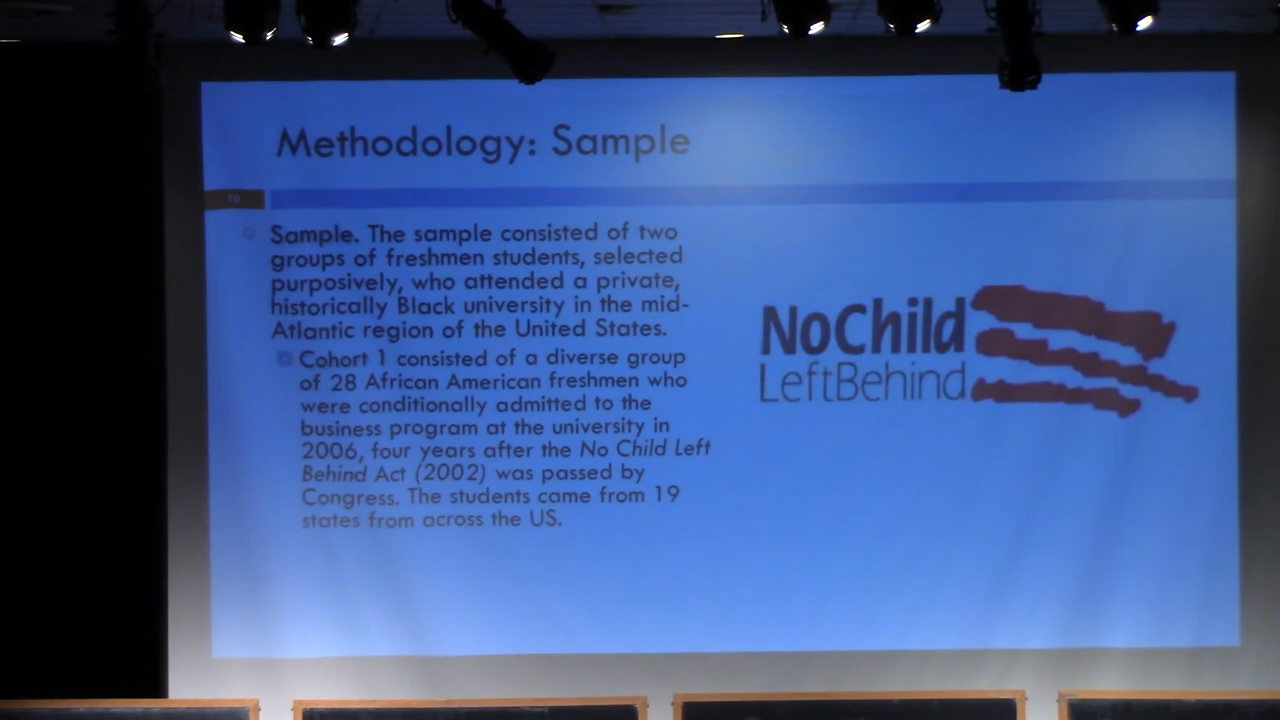 Methodology: Sample
Sample. The sample consisted of two
groups of freshmen students, selected
purposively, who attended a private,
historically Black university in the mid-
Atlantic region of the United States.
Cohort 1 consisted of a diverse group
of 28 African American freshmen who
were conditionally admitted to the
business program at the university in
2006, four years after the No Child Left
Behind Act (2002) was passed by
Congress. The students came from 19
states from across the US.
NoChild
LeftBehind